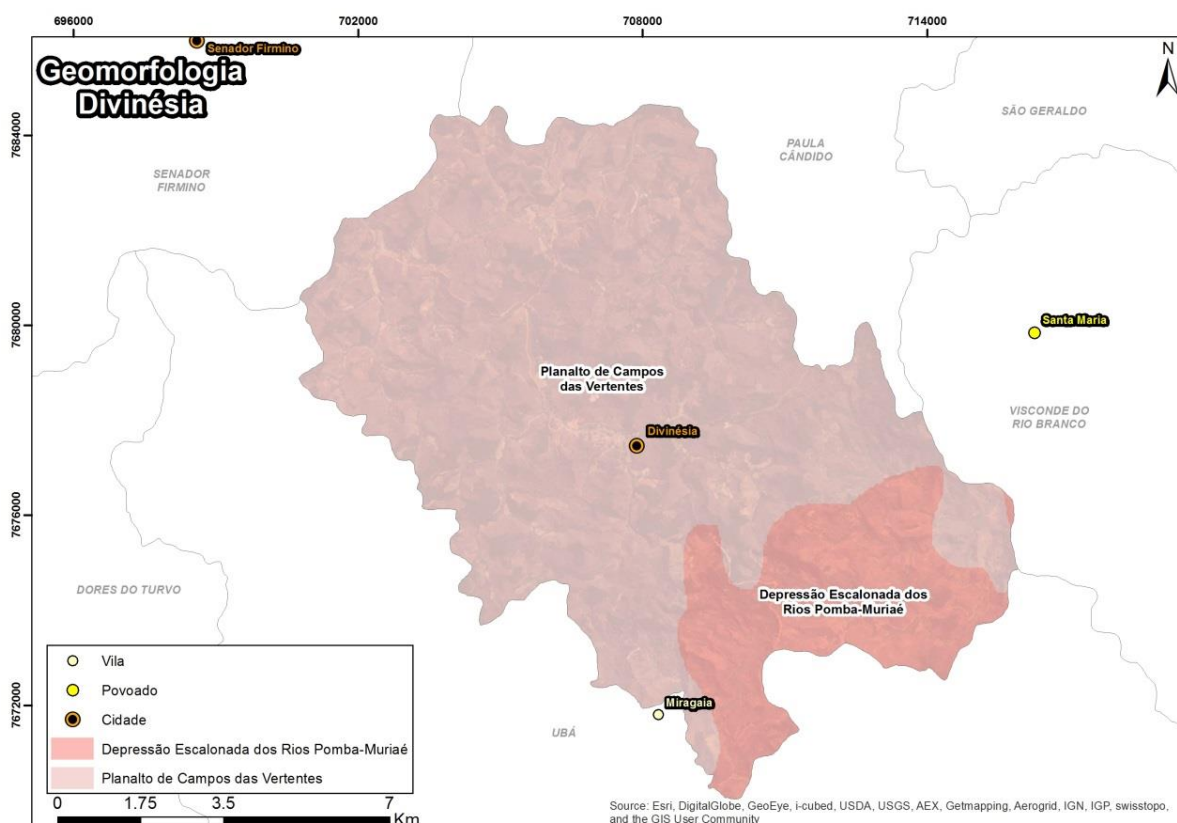 696000
702000
708000
714000
Senador Firmino
Geomorfologia
Divinésia
N
SÃO GERALDO
7684000
PAULA
CÂNDIDO
SENADOR
FIRMINO
7680000
Santa Maria
Planalto de Campos
das Vertentes
VISCONDE DO
RIO BRANCO
Divinésia
7676000
DORES DO TURVO
Depressão Escalonada dos
Rios Pomba-Muriaé
Miragaia
7672000
UBÁ
Vila
Povoado
Cidade
Depressão Escalonada dos Rios Pomba-Muriaé
Planalto de Campos das Vertentes
0 1.75 3.5 7
Km
Source: Esri, DigitalGlobe, GeoEye, i-cubed, USDA, USGS, AEX, Getmapping, Aerogrid, IGN, IGP, swisstopo,
and the GIS User Community